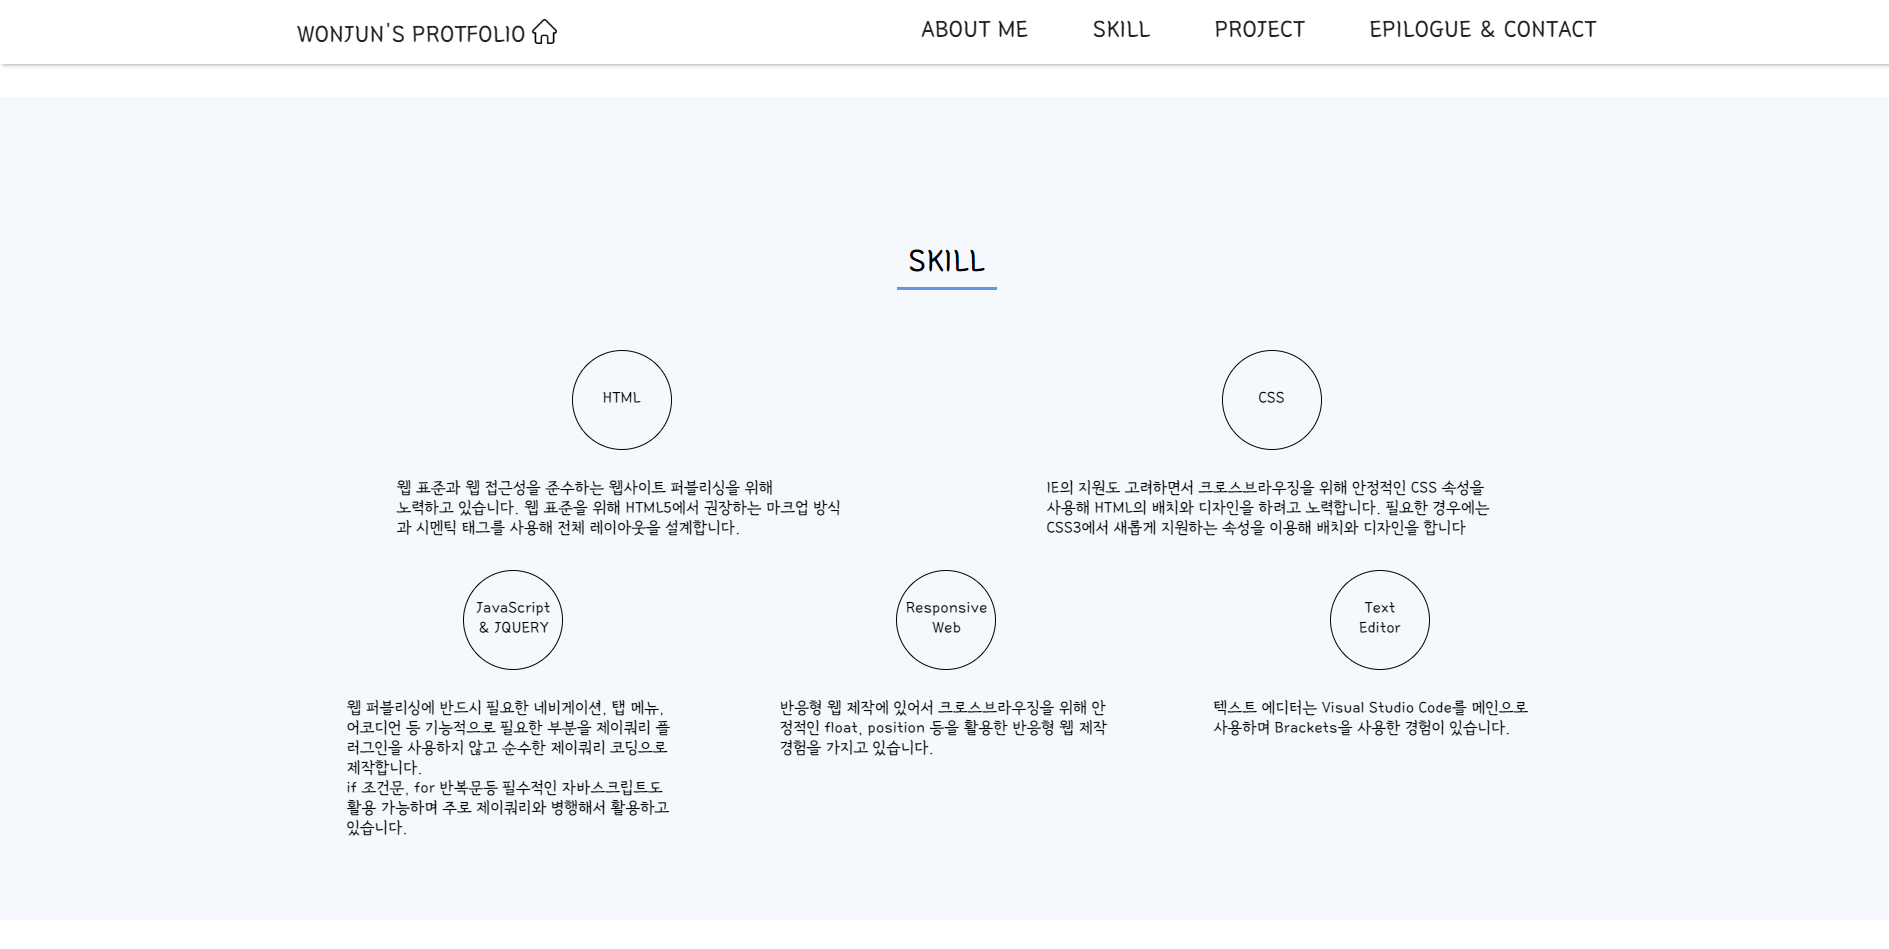 WONJUN'S PROTFOLIO
ABOUT ME
SKILL
PROJECT
EPILOGUE & CONTACT
SKILL
HTML
웹 표준과 웹 접근성을 준수하는 웹사이트 퍼블리싱을 위해
노력하고 있습니다. 웹 표준을 위해 HTML5에서 권장하는 마크업 방식
과 시멘틱 태그를 사용해 전체 레이아웃을 설계합니다.
CSS
IE의 지원도 고려하면서 크로스브라우징을 위해 안정적인 CSS 속성을
사용해 HTML의 배치와 디자인을 하려고 노력합니다. 필요한 경우에는
CSS3에서 새롭게 지원하는 속성을 이용해 배치와 디자인을 합니다
JavaScript
& JQUERY
웹 퍼블리싱에 반드시 필요한 네비게이션, 탭 메뉴,
어코디언 등 기능적으로 필요한 부분을 제이쿼리 플
러그인을 사용하지 않고 순수한 제이쿼리 코딩으로
제작합니다.
if 조건문, for 반복문등 필수적인 자바스크립트도
활용 가능하며 주로 제이쿼리와 병행해서 활용하고
있습니다.
Responsive
Web
반응형 웹 제작에 있어서 크로스브라우징을 위해 안
정적인 float, position 등을 활용한 반응형 웹 제작
경험을 가지고 있습니다.
Text
Editor
텍스트 에디터는 Visual Studio Code를 메인으로
사용하며 Brackets을 사용한 경험이 있습니다.